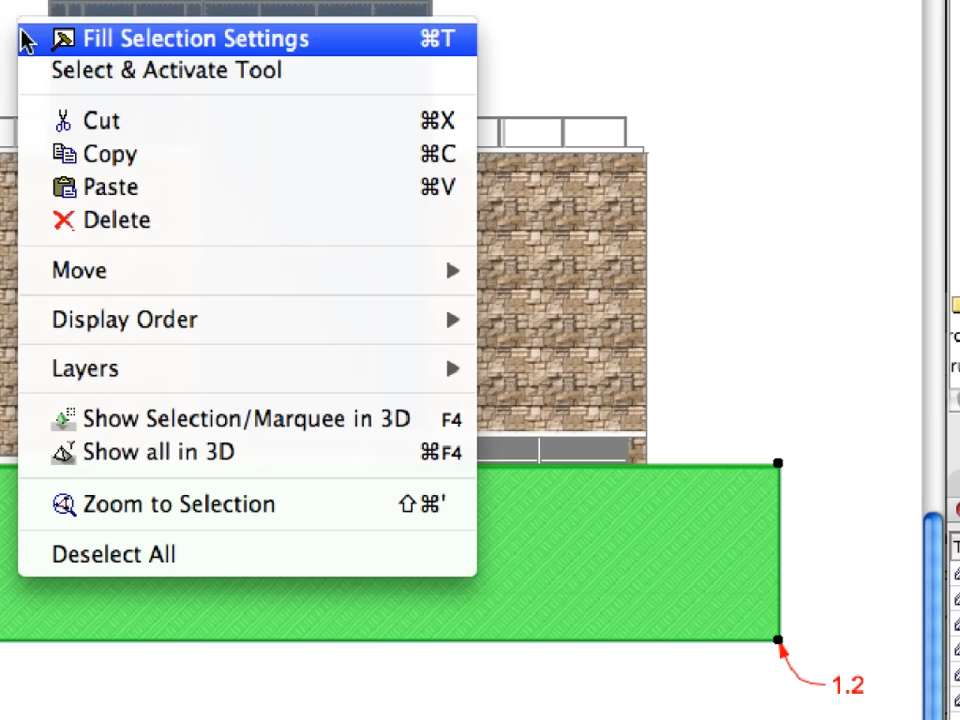 Fill Selection Settings ⌘T
Select & Activate Tool
Cut ⌘X
Copy ⌘C
Paste ⌘V
Delete
Move
Display Order
Layers
Show Selection/Marquee in 3D F4
Show all in 3D ⌘F4
Zoom to Selection ⇧⌘'
Deselect All
1.2